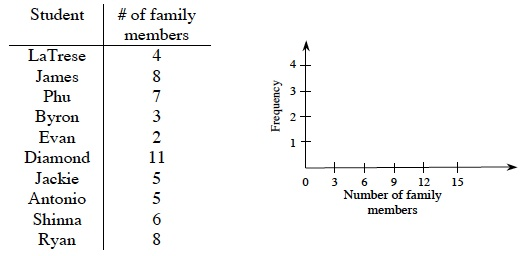 Student # of family
members
LaTrese 4
James 8
Phu 7
Byron 3
Evan 2
Diamond 11
Jackie 5
Antonio 5
Shinna 6
Ryan 8
Frequency
4
3
2
1
0 3 6 9 12 15
Number of family
members